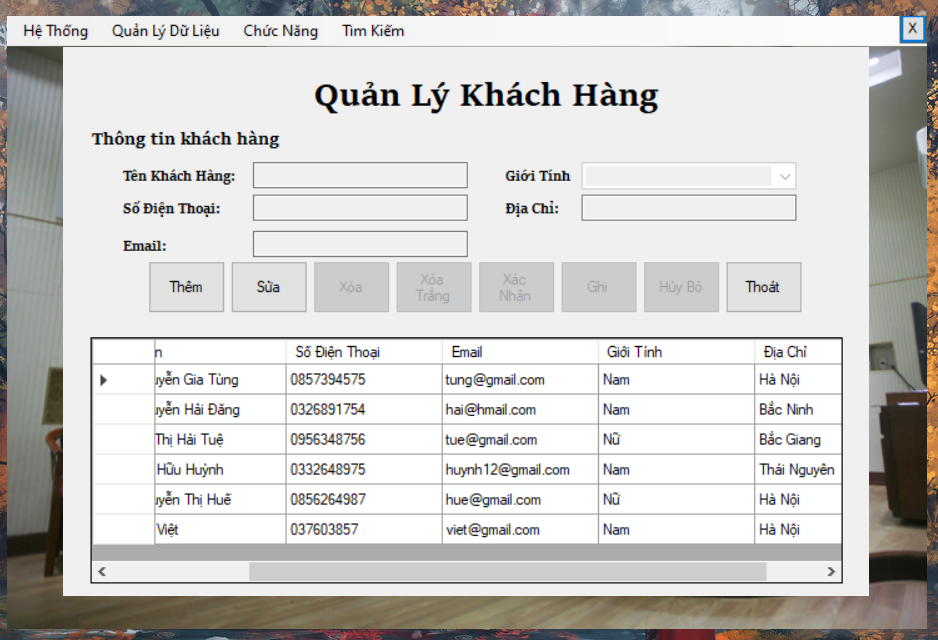 Hệ Thống Quản Lý Dữ Liệu Chức Năng Tìm Kiếm X
Quản Lý Khách Hàng
Thông tin khách hàng
Tên Khách Hàng: Giới Tính
Số Điện Thoại: Địa Chỉ:
Email:
Thêm Sửa Xóa Xóa Trắng Xác Nhận Ghi Hủy Bỏ Thoát
n Số Điện Thoại Email Giới Tính Địa Chỉ
uyễn Gia Tùng 0857394575 tung@gmail.com Nam Hà Nội
uyễn Hải Đăng 0326891754 hai@hmail.com Nam Bắc Ninh
Thị Hải Tuệ 0956348756 tue@gmail.com Nữ Bắc Giang
Hữu Huỳnh 0332648975 huynh12@gmail.com Nam Thái Nguyên
uyễn Thị Huế 0856264987 hue@gmail.com Nữ Hà Nội
Việt 037603857 viet@gmail.com Nam Hà Nội